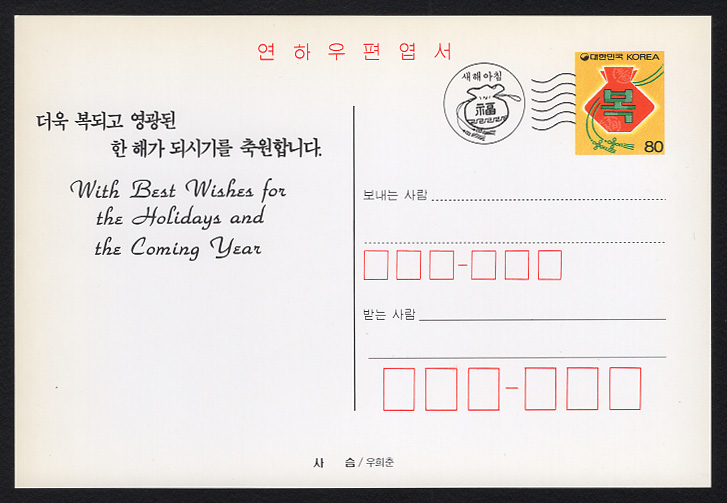 연 하 우 편 엽 서
새해아침
福
대한민국 KOREA
복
80
더욱 복되고 영광된
한 해가 되시기를 축원합니다.
With Best Wishes for
the Holidays and
the Coming Year
보내는 사람
받는 사람
사 슴 / 우희춘